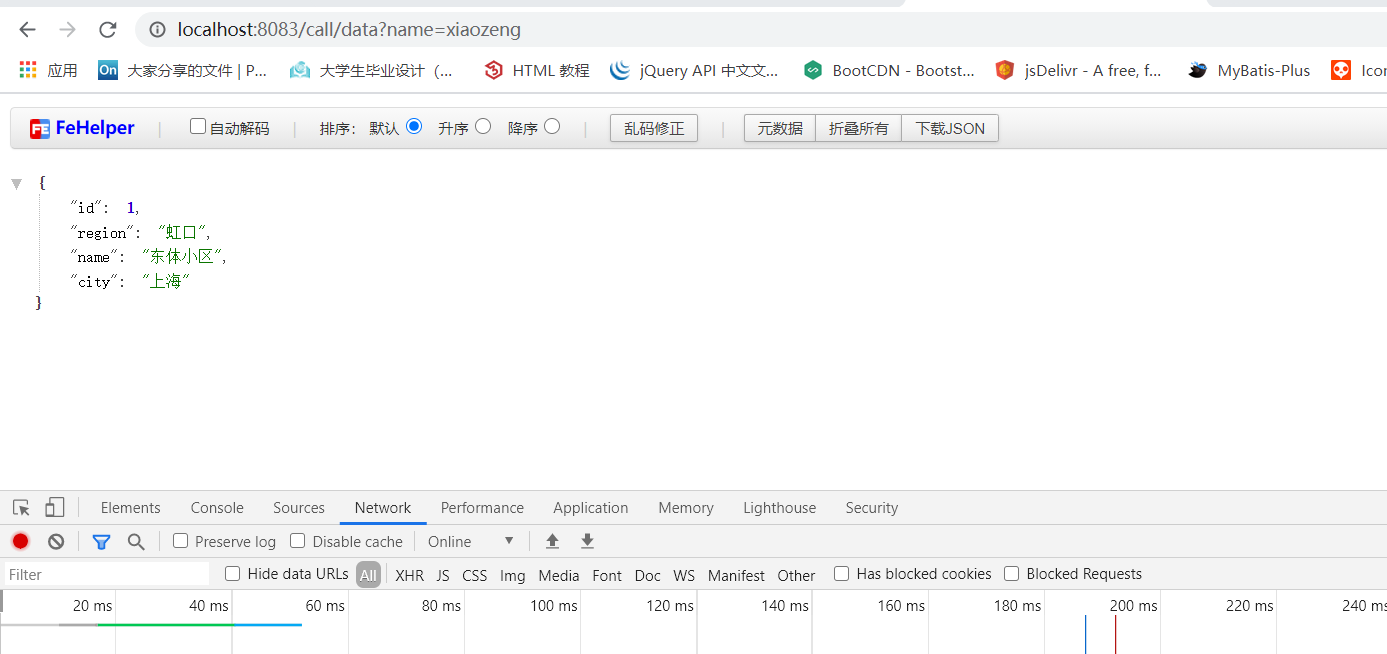 localhost:8083/call/data?name=xiaozeng
应用 大家分享的文件 | P... 大学生毕业设计（... HTML 教程 jQuery API 中文文... BootCDN - Bootst... jsDelivr - A free, f... MyBatis-Plus Icor
FeHelper | 自动解码 | 排序: 默认 升序 降序 | 乱码修正 | 元数据 折叠所有 下载JSON
{
"id": 1,
"region": "虹口",
"name": "东体小区",
"city": "上海"
}
Elements Console Sources Network Performance Application Memory Lighthouse Security
Preserve log Disable cache Online
Filter Hide data URLs All XHR JS CSS Img Media Font Doc WS Manifest Other Has blocked cookies Blocked Requests
20 ms 40 ms 60 ms 80 ms 100 ms 120 ms 140 ms 160 ms 180 ms 200 ms 220 ms 240 ms